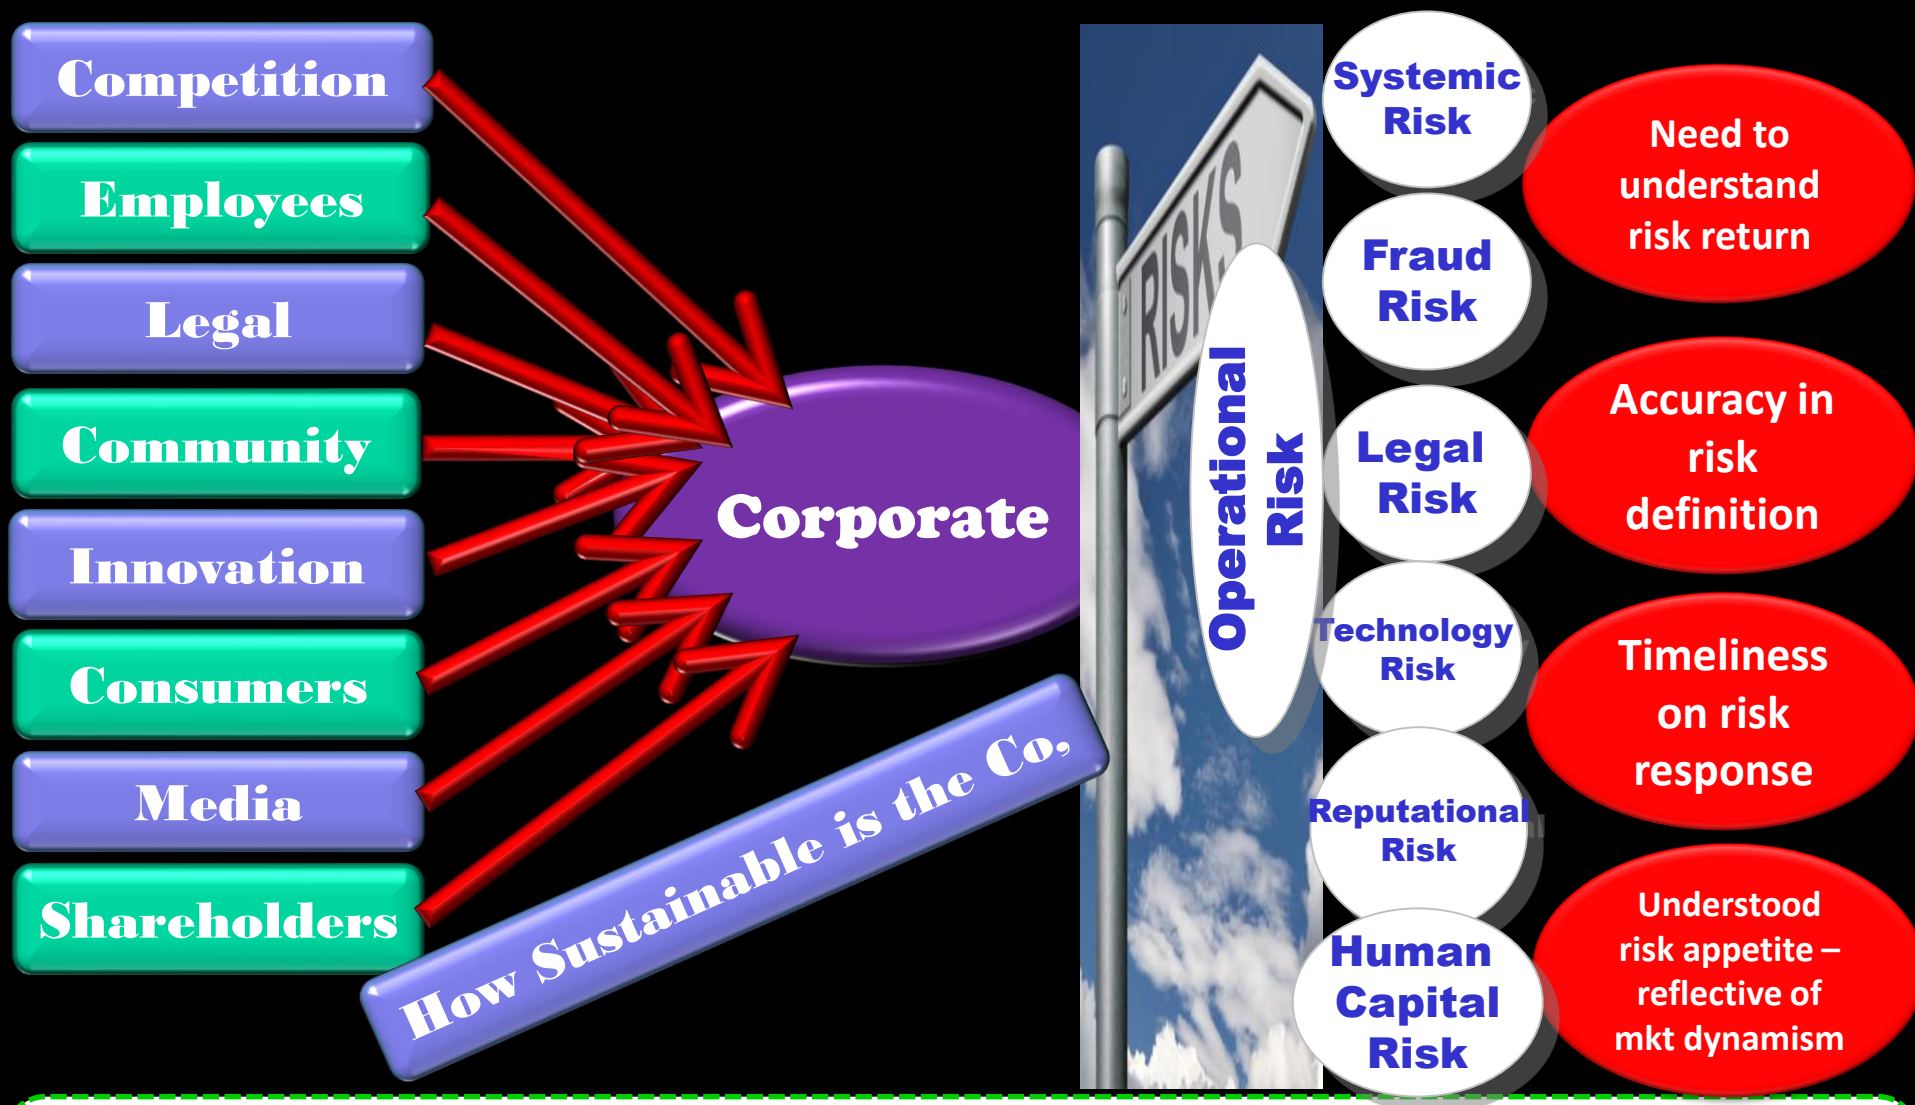 Competition
Employees
Legal
Community
Innovation
Consumers
Media
Shareholders
Corporate
How Sustainable is the Co,
RISKS
Operational
Risk
Systemic
Risk
Fraud
Risk
Legal
Risk
Technology
Risk
Reputational
Risk
Human
Capital
Risk
Need to
understand
risk return
Accuracy in
risk
definition
Timeliness
on risk
response
Understood
risk appetite –
reflective of
mkt dynamism